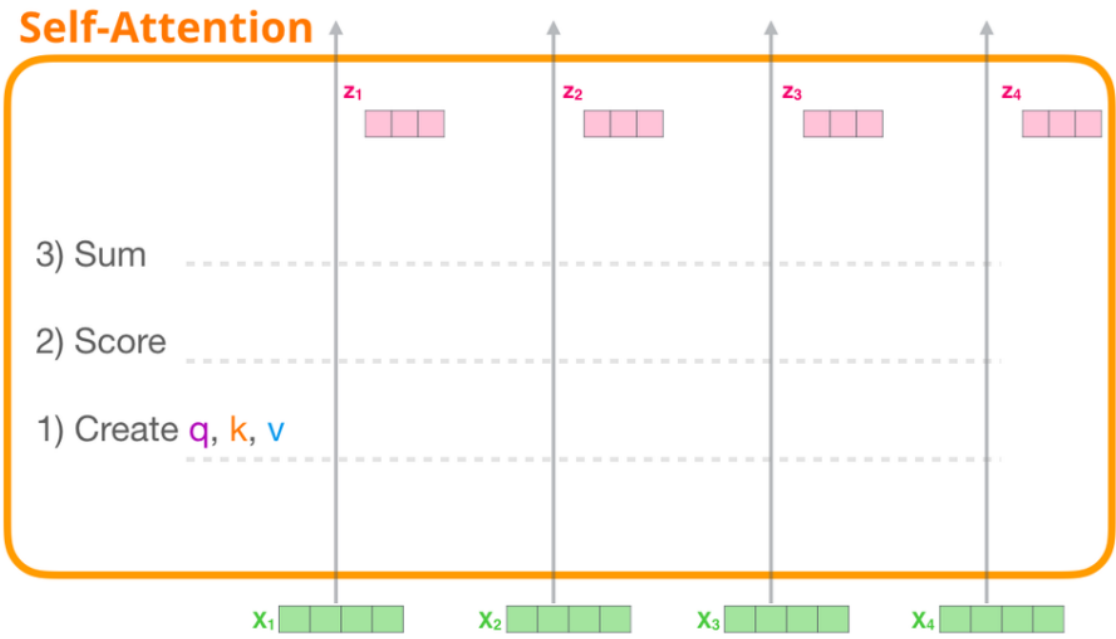 Self-Attention
z₁ z₂ z₃ z₄
3) Sum
2) Score
1) Create q, k, v
X₁ X₂ X₃ X₄